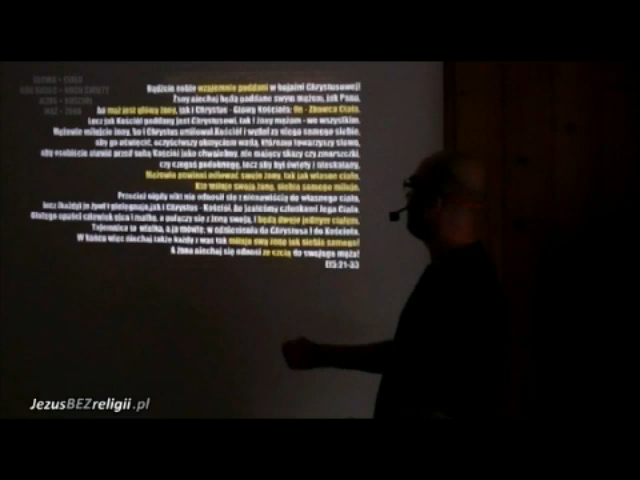 JEZUS • KOŚCIÓŁ
MĄŻ • ŻONA
Bądźcie sobie wzajemnie poddani w bojaźni Chrystusowej!
Żony niechaj będą poddane swym mężom, jak Panu,
bo mąż jest głową żony, jak i Chrystus - Głową Kościoła: On - Zbawca Ciała.
Lecz jak Kościół poddany jest Chrystusowi, tak i żony mężom - we wszystkim.
Mężowie miłujcie żony, bo i Chrystus umiłował Kościół i wydał za niego samego siebie,
aby go uświęcić, oczyściwszy obmyciem wodą, któremu towarzyszy słowo,
aby osobiście stawić przed sobą Kościół jako chwalebny, nie mający skazy czy zmarszczki,
czy czegoś podobnego, lecz aby był święty i nieskalany.
Mężowie powinni miłować swoje żony, tak jak własne ciało.
Kto miłuje swoją żonę, siebie samego miłuje.
Przecież nigdy nikt nie odnosił się z nienawiścią do własnego ciała,
lecz (każdy) je żywi i pielęgnuje, jak i Chrystus - Kościół, bo jesteśmy członkami Jego Ciała.
Dlatego opuści człowiek ojca i matkę, a połączy się z żoną swoją, i będą dwoje jednym ciałem.
Tajemnica to wielka, a ja mówię: w odniesieniu do Chrystusa i do Kościoła.
W końcu więc niechaj także każdy z was tak miłuje swą żonę jak siebie samego!
A żona niechaj się odnosi ze czcią do swojego męża!
Ef5:21-33
JezusBEZreligii.pl